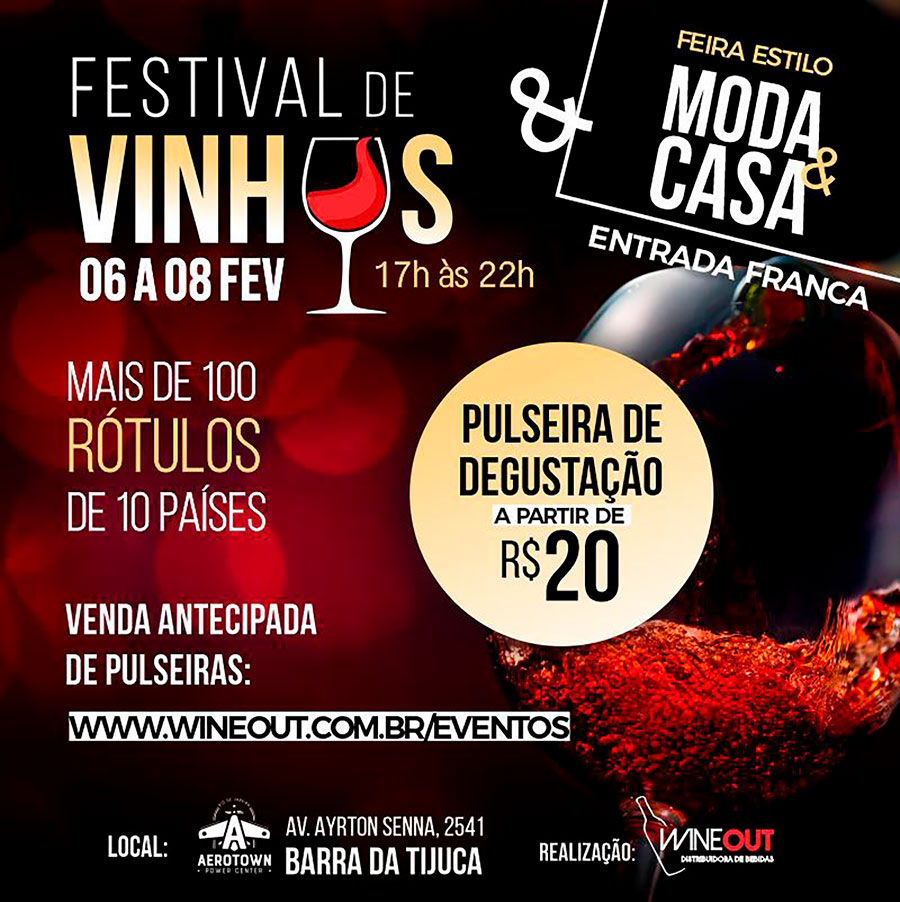 FESTIVAL DE
VINHOS
06 A 08 FEV
17h às 22h
&
FEIRA ESTILO
MODA
& CASA
ENTRADA FRANCA
MAIS DE 100
RÓTULOS
DE 10 PAÍSES
PULSEIRA DE
DEGUSTAÇÃO
A PARTIR DE
R$20
VENDA ANTECIPADA
DE PULSEIRAS:
WWW.WINEOUT.COM.BR/EVENTOS
LOCAL:
AEROTOWN
POWER CENTER
AV. AYRTON SENNA, 2541
BARRA DA TIJUCA
REALIZAÇÃO:
WINEOUT
DISTRIBUIDORA DE BEBIDAS